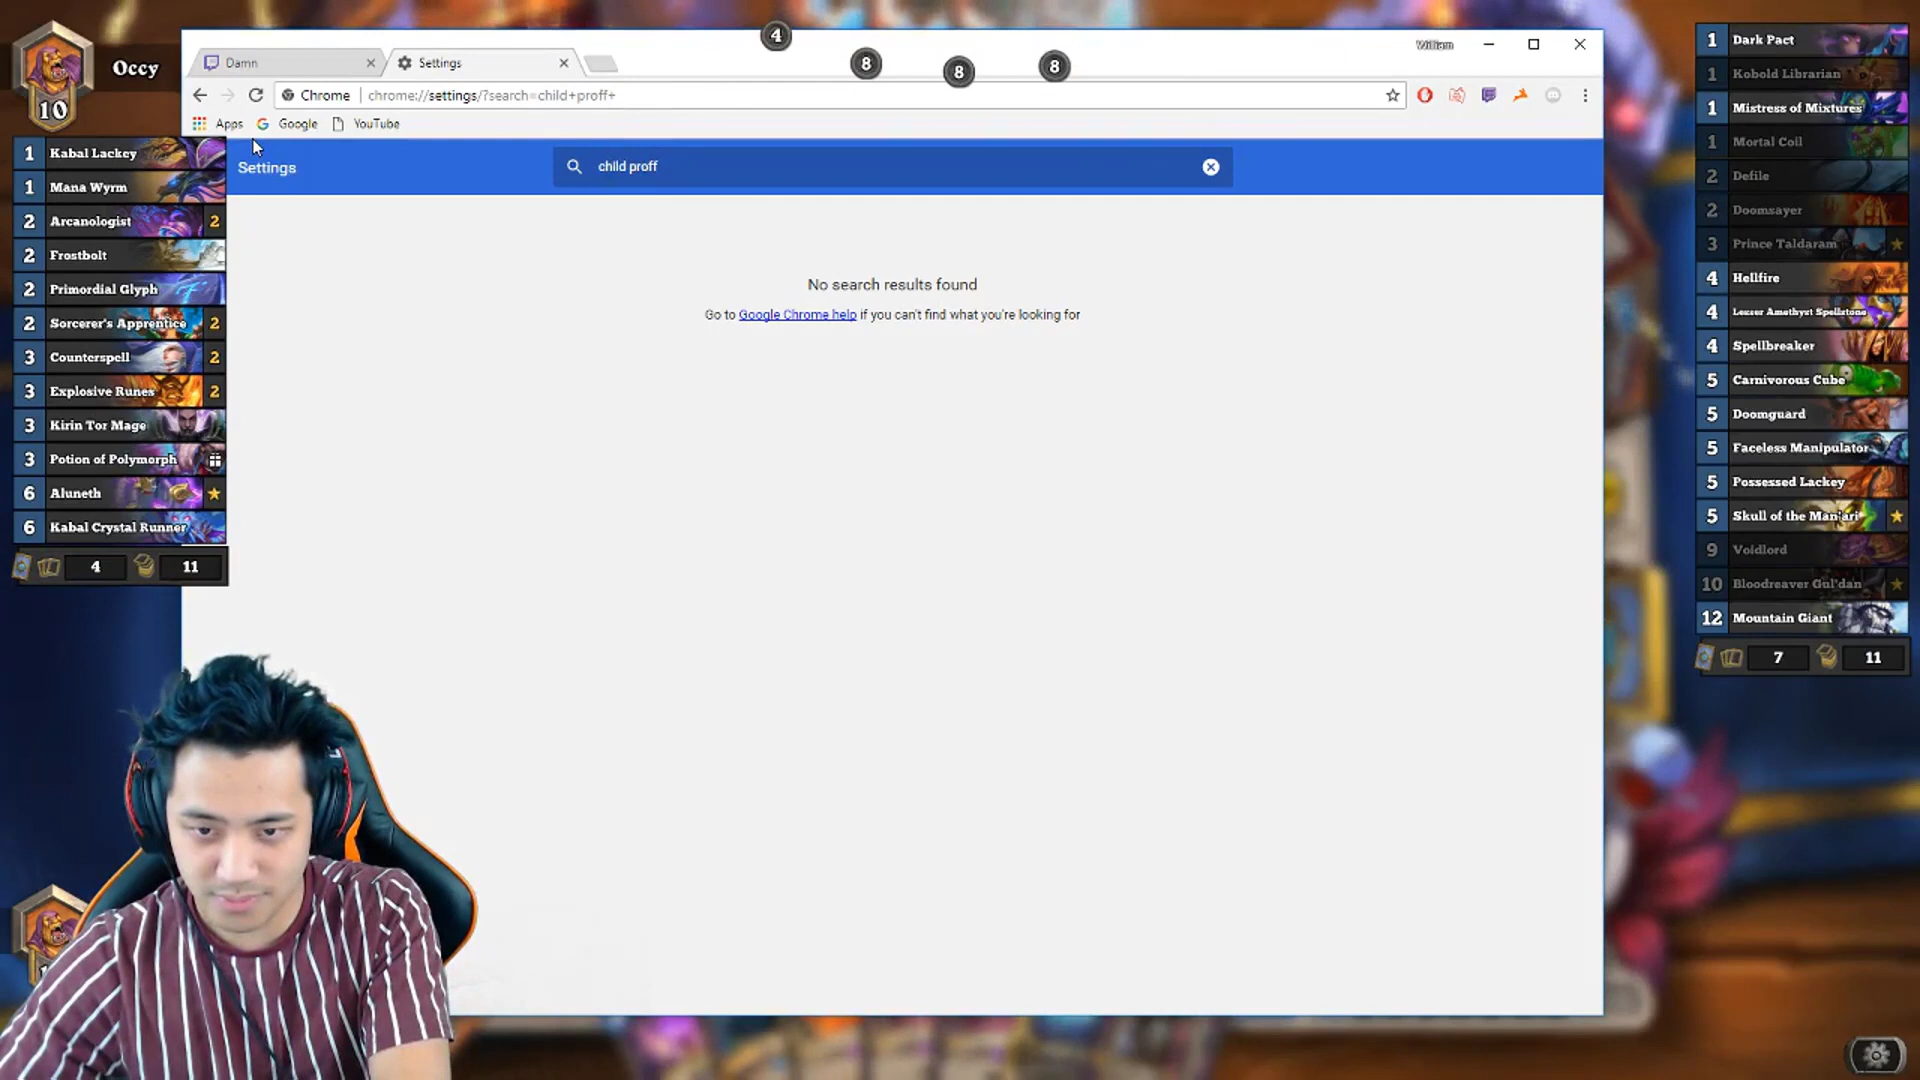 4
8
8
8
William
Damn
Settings
Chrome
chrome://settings/?search=child+proff+
Apps
Google
YouTube
Settings
child proff
No search results found
Go to Google Chrome help if you can't find what you're looking for
Occy
10
1 Kabal Lackey
1 Mana Wyrm
2 Arcanologist 2
2 Frostbolt
2 Primordial Glyph
2 Sorcerer's Apprentice 2
3 Counterspell 2
3 Explosive Runes 2
3 Kirin Tor Mage
3 Potion of Polymorph
6 Aluneth
6 Kabal Crystal Runner
4 11
1 Dark Pact
1 Kobold Librarian
1 Mistress of Mixtures
1 Mortal Coil
2 Defile
2 Doomsayer
3 Prince Taldaram
4 Hellfire
4 Lesser Amethyst Spellstone
4 Spellbreaker
5 Carnivorous Cube
5 Doomguard
5 Faceless Manipulator
5 Possessed Lackey
5 Skull of the Man'ari
9 Voidlord
10 Bloodreaver Gul'dan
12 Mountain Giant
7 11